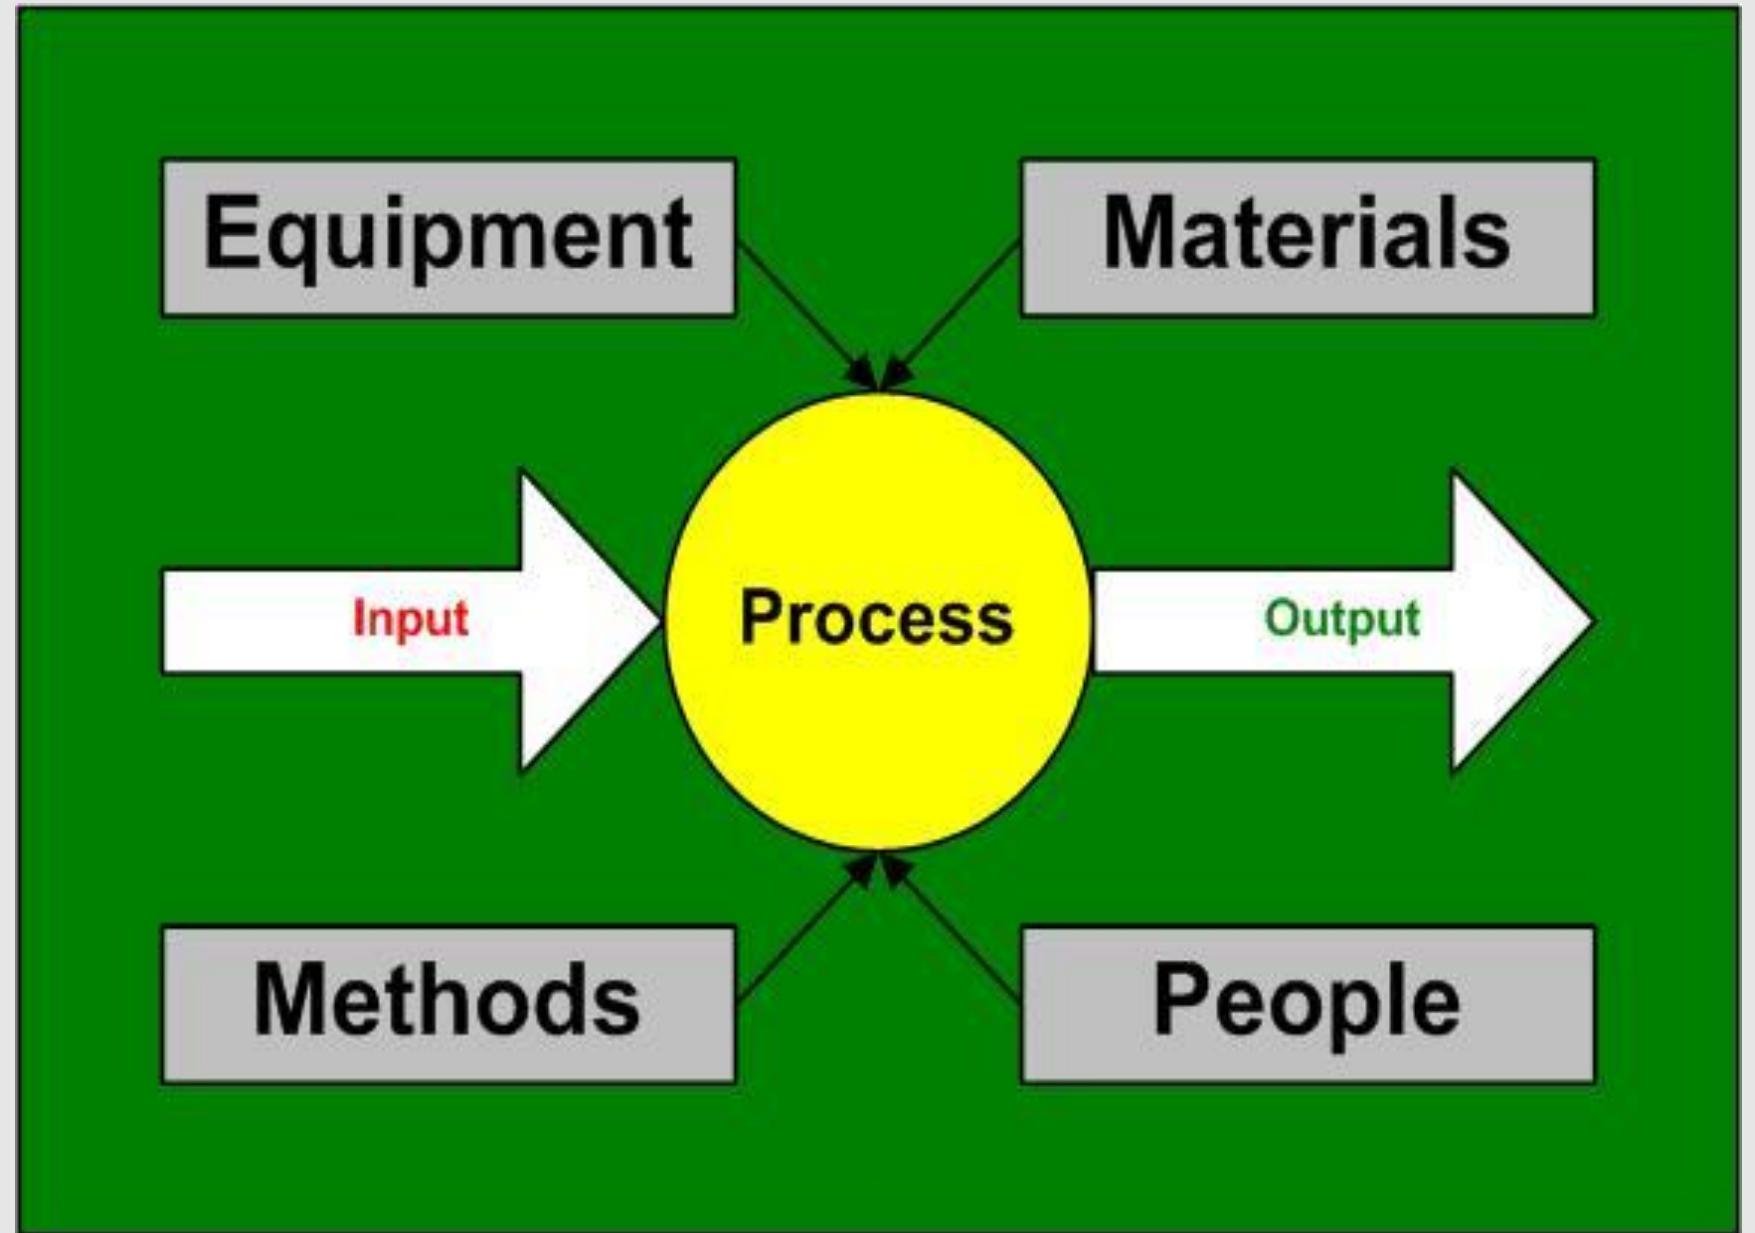 Equipment
Materials
Input
Process
Output
Methods
People